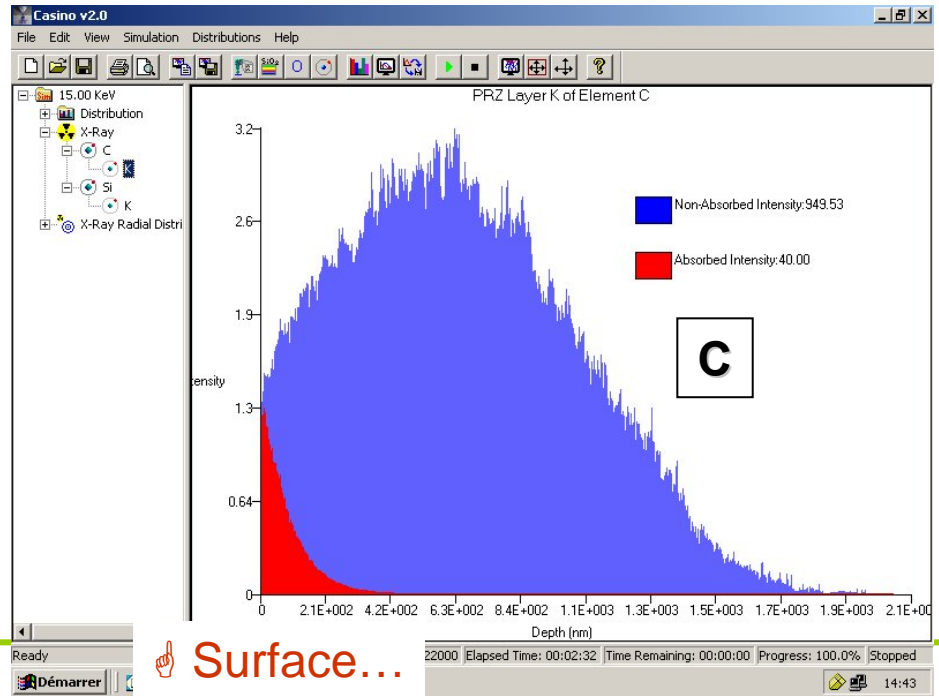 Casino v2.0
File Edit View Simulation Distributions Help
15.00 KeV
Distribution
X-Ray
C
K
Si
K
X-Ray Radial Distri
PRZ Layer K of Element C
3.2
2.6
1.9
1.3
0.64
0
tensity
Non-Absorbed Intensity:949.53
Absorbed Intensity:40.00
C
0 2.1E+002 4.2E+002 6.3E+002 8.4E+002 1.1E+003 1.3E+003 1.5E+003 1.7E+003 1.9E+003 2.1E+00
Depth (nm)
Ready 22000 Elapsed Time: 00:02:32 Time Remaining: 00:00:00 Progress: 100.0% Stopped
Surface…
Démarrer 14:43